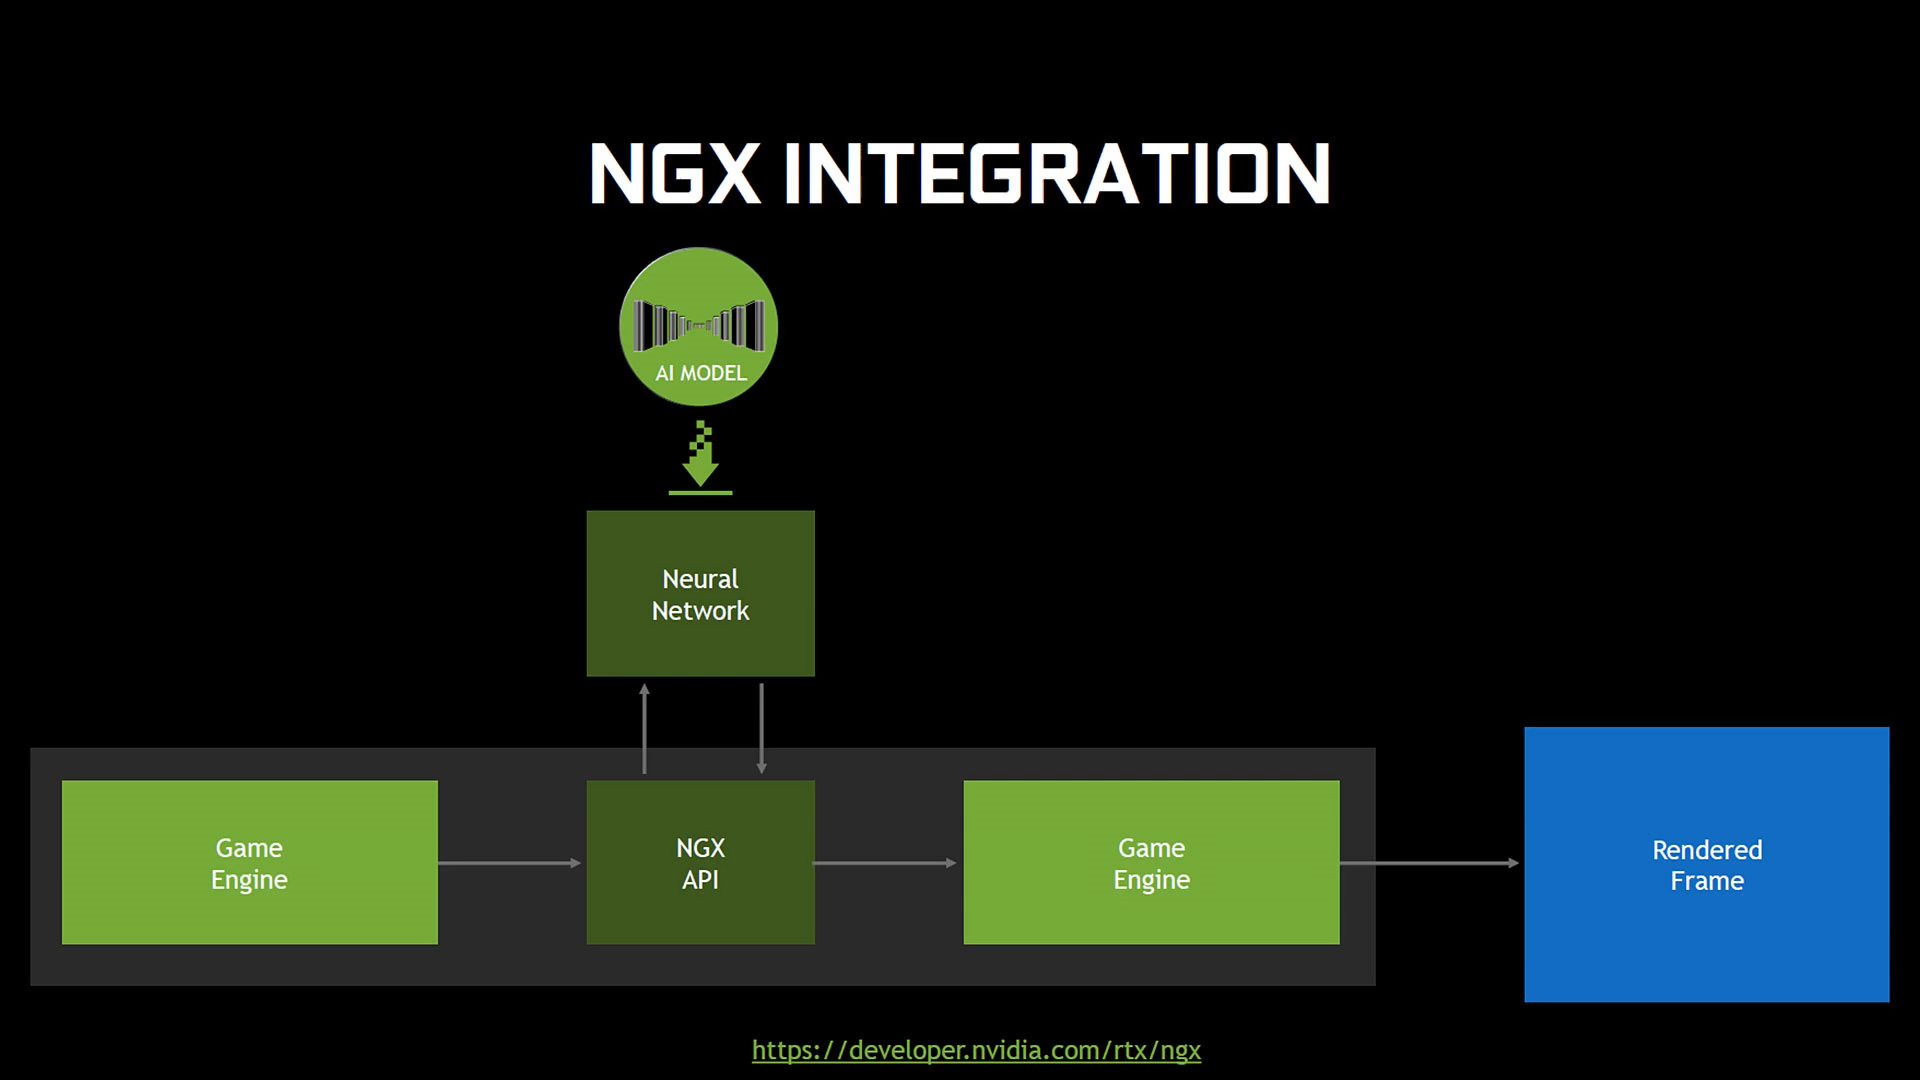 NGX INTEGRATION
AI MODEL
Neural
Network
Game
Engine
NGX
API
Game
Engine
Rendered
Frame
https://developer.nvidia.com/rtx/ngx